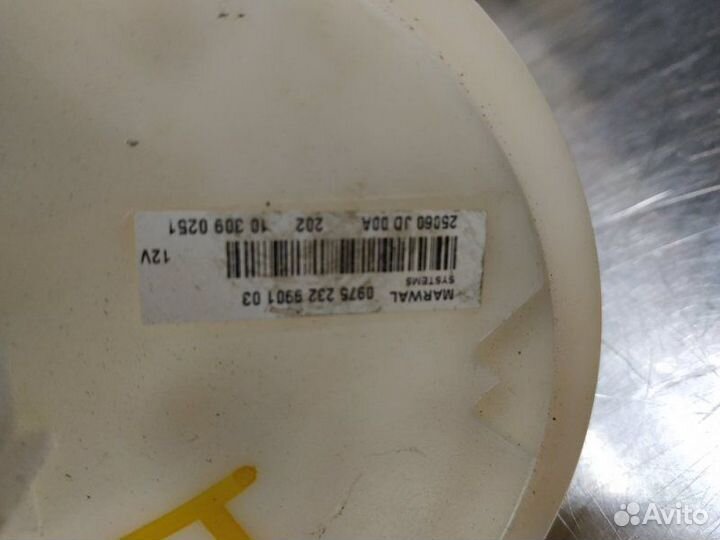 MARWAL 0975 232 9901 03
SYSTEMS
12V
25060 JD 00A 202 10 309 0251
Avito